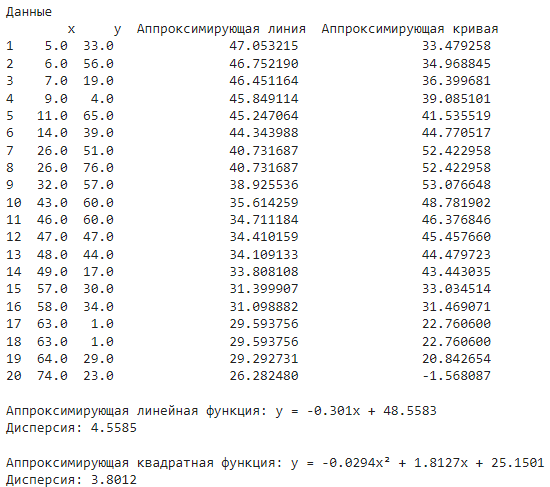 Данные
x y Аппроксимирующая линия Аппроксимирующая кривая
1 5.0 33.0 47.053215 33.479258
2 6.0 56.0 46.752190 34.968845
3 7.0 19.0 46.451164 36.399681
4 9.0 4.0 45.849114 39.085101
5 11.0 65.0 45.247064 41.535519
6 14.0 39.0 44.343988 44.770517
7 26.0 51.0 40.731687 52.422958
8 26.0 76.0 40.731687 52.422958
9 32.0 57.0 38.925536 53.076648
10 43.0 60.0 35.614259 48.781902
11 46.0 60.0 34.711184 46.376846
12 47.0 47.0 34.410159 45.457660
13 48.0 44.0 34.109133 44.479723
14 49.0 17.0 33.808108 43.443035
15 57.0 30.0 31.399907 33.034514
16 58.0 34.0 31.098882 31.469071
17 63.0 1.0 29.593756 22.760600
18 63.0 1.0 29.593756 22.760600
19 64.0 29.0 29.292731 20.842654
20 74.0 23.0 26.282480 -1.568087
Аппроксимирующая линейная функция: y = -0.301x + 48.5583
Дисперсия: 4.5585
Аппроксимирующая квадратная функция: y = -0.0294x² + 1.8127x + 25.1501
Дисперсия: 3.8012